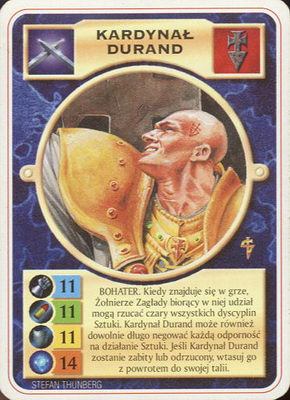 KARDYNAŁ
DURAND
11
11
11
14
BOHATER. Kiedy znajduje się w grze,
Żołnierze Zagłady biorący w niej udział
mogą rzucać czary wszystkich dyscyplin
Sztuki. Kardynał Durand może również
dowolnie długo negować każdą odporność
na działanie Sztuki. Jeśli Kardynał Durand
zostanie zabity lub odrzucony, wtasuj go
z powrotem do swojej talii.
STEFAN THUNBERG